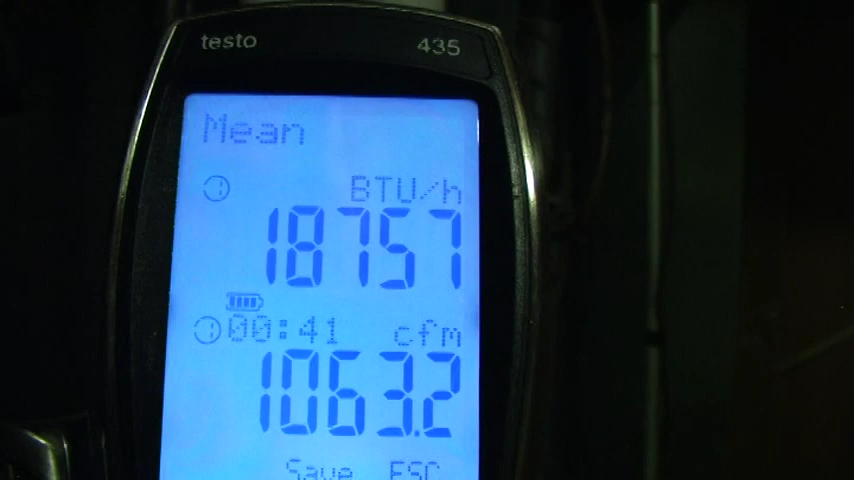 testo 435
Mean
BTU/h
18757
00:41 cfm
1063.2
Save ESC